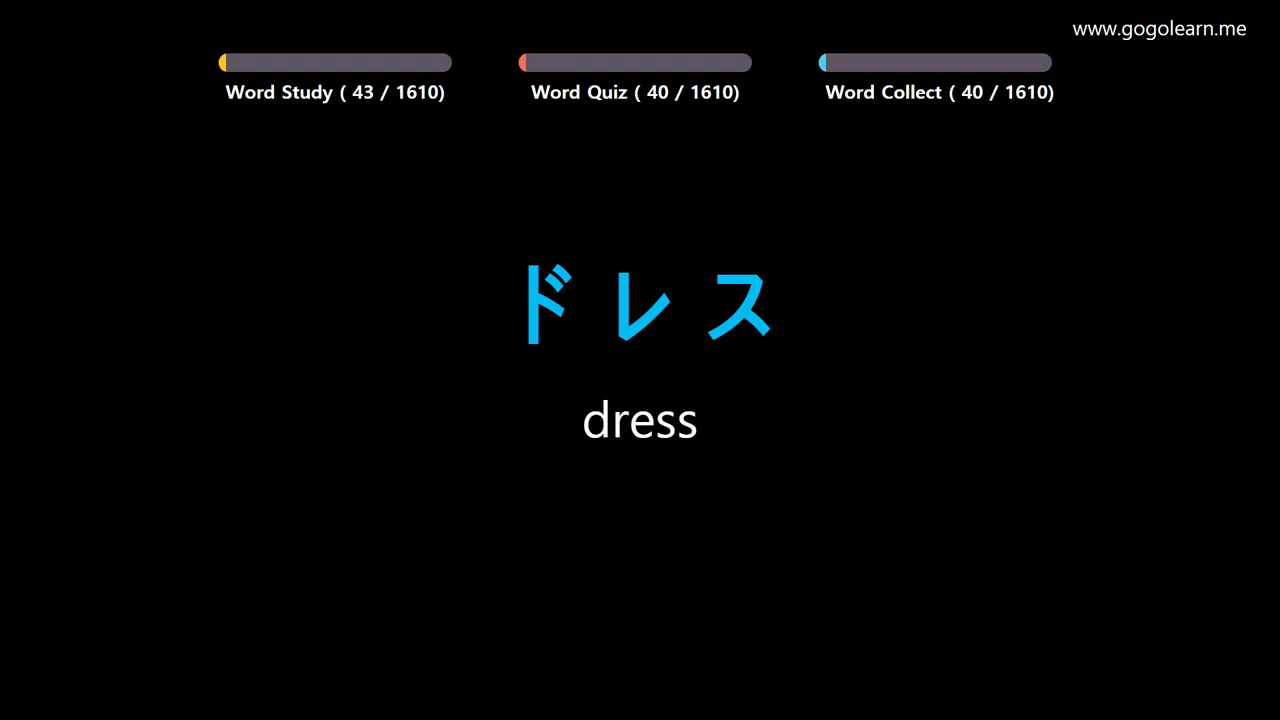 www.gogolearn.me
Word Study ( 43 / 1610)
Word Quiz ( 40 / 1610)
Word Collect ( 40 / 1610)
ドレス
dress